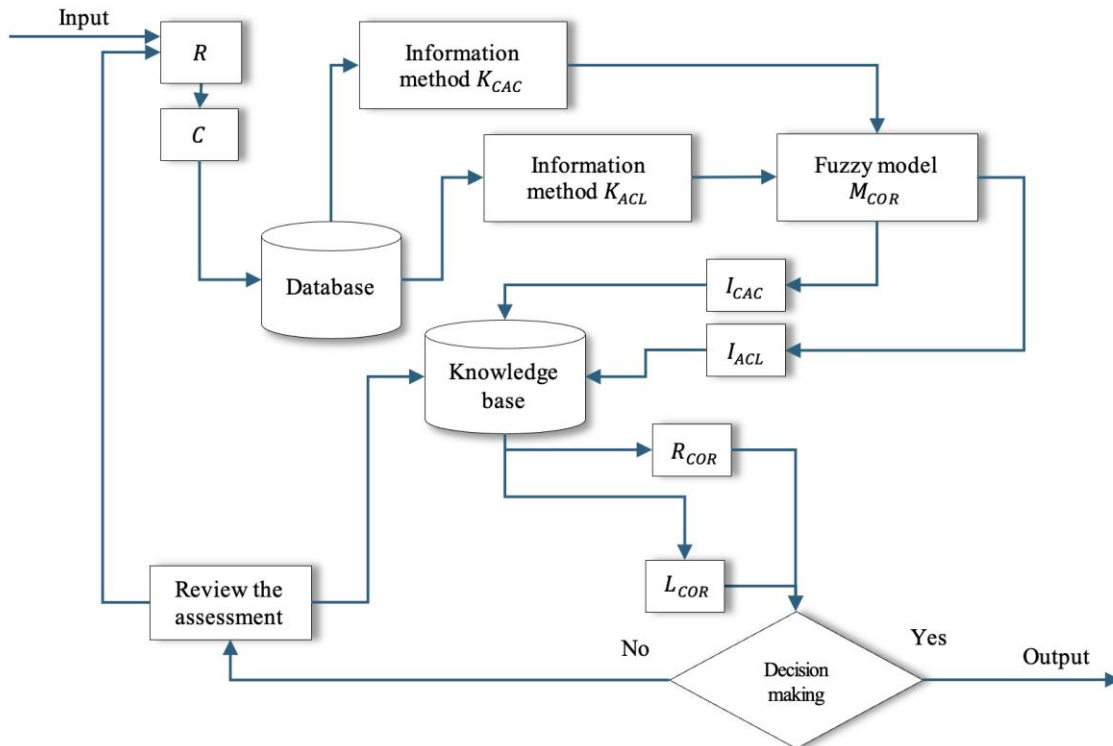 Input
R
C
Information
method K_CAC
Information
method K_ACL
Fuzzy model
M_COR
Database
I_CAC
I_ACL
Knowledge
base
R_COR
L_COR
Review the
assessment
No
Yes
Decision
making
Output